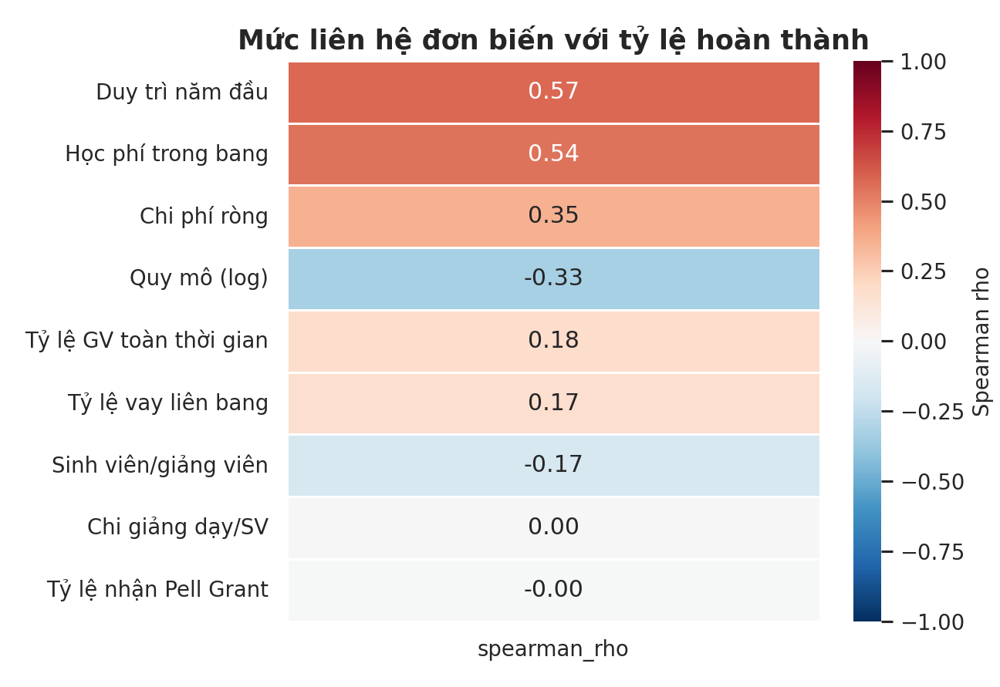 Mức liên hệ đơn biến với tỷ lệ hoàn thành
Duy trì năm đầu 0.57
Học phí trong bang 0.54
Chi phí ròng 0.35
Quy mô (log) -0.33
Tỷ lệ GV toàn thời gian 0.18
Tỷ lệ vay liên bang 0.17
Sinh viên/giảng viên -0.17
Chi giảng dạy/SV 0.00
Tỷ lệ nhận Pell Grant -0.00
spearman_rho
1.00
0.75
0.50
0.25
0.00
−0.25
−0.50
−0.75
−1.00
Spearman rho